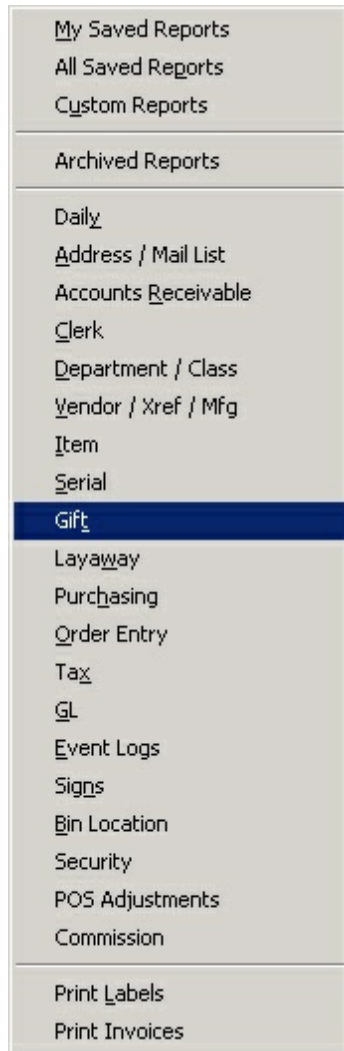 My Saved Reports
All Saved Reports
Custom Reports
Archived Reports
Daily
Address / Mail List
Accounts Receivable
Clerk
Department / Class
Vendor / Xref / Mfg
Item
Serial
Gift
Layaway
Purchasing
Order Entry
Tax
GL
Event Logs
Signs
Bin Location
Security
POS Adjustments
Commission
Print Labels
Print Invoices